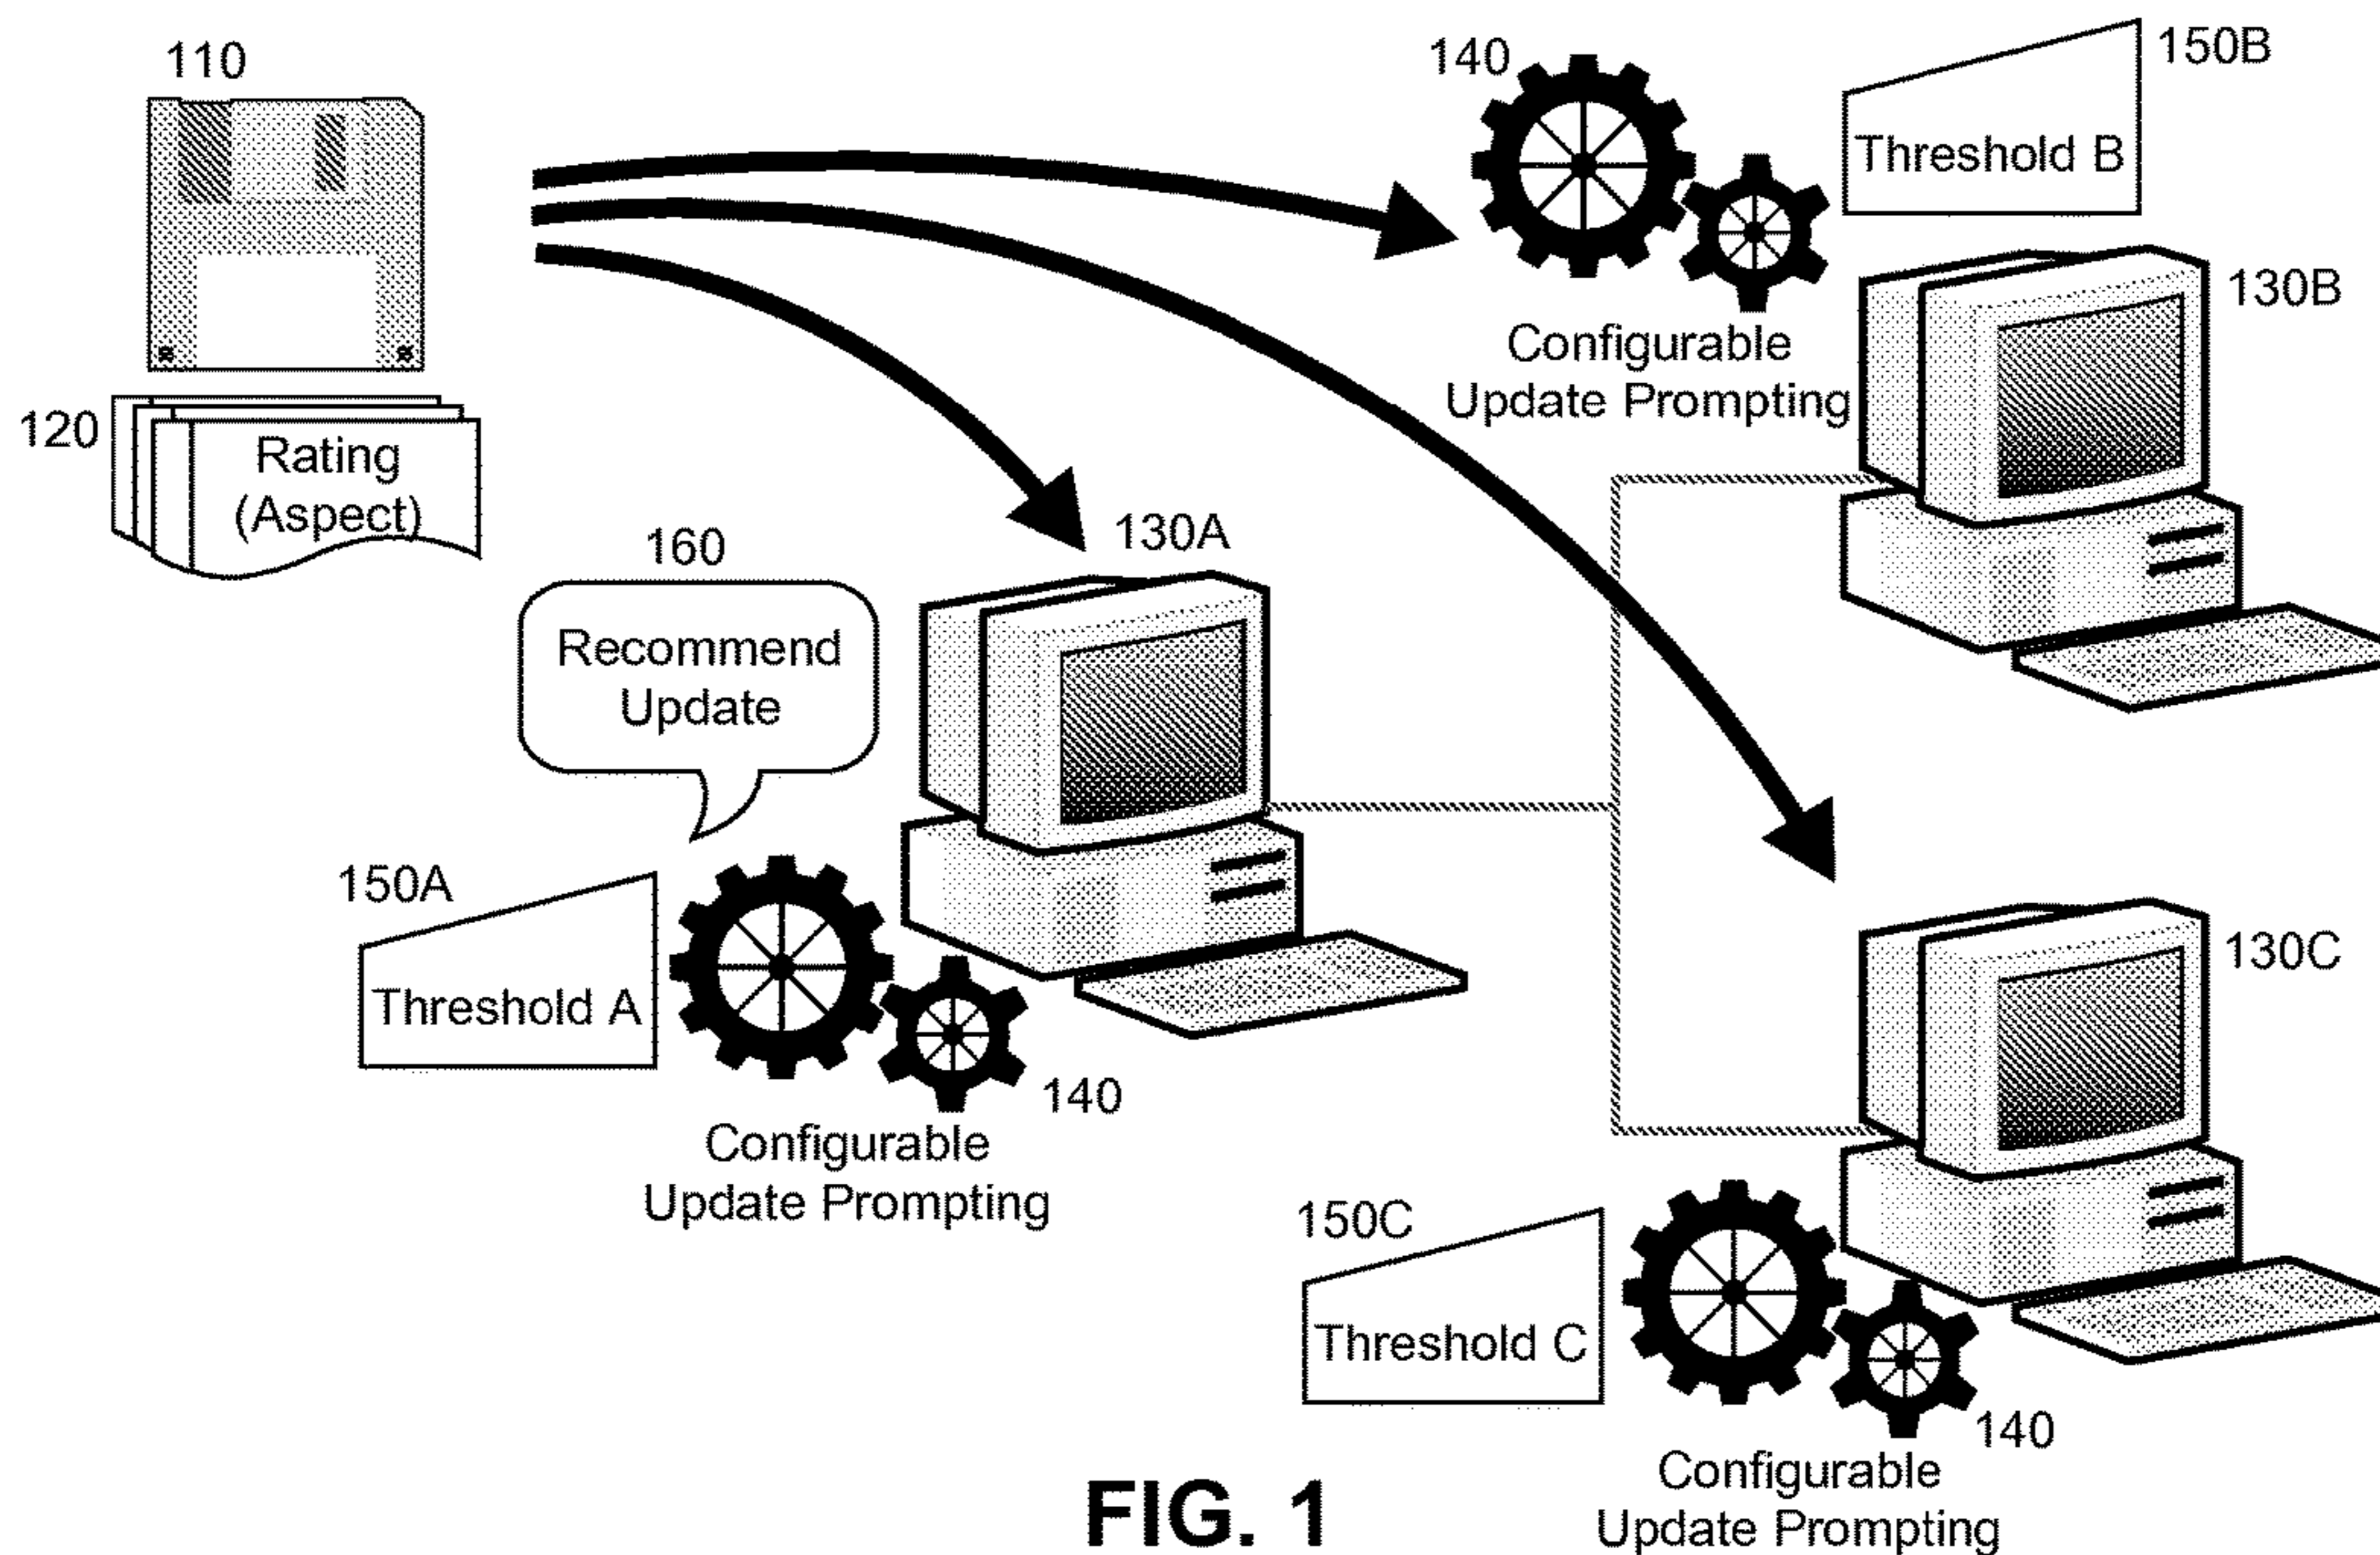 110
120
Rating
(Aspect)
140
150B
Threshold B
130B
Configurable
Update Prompting
130A
160
Recommend
Update
150A
Threshold A
140
Configurable
Update Prompting
130C
150C
Threshold C
140
Configurable
Update Prompting
FIG. 1